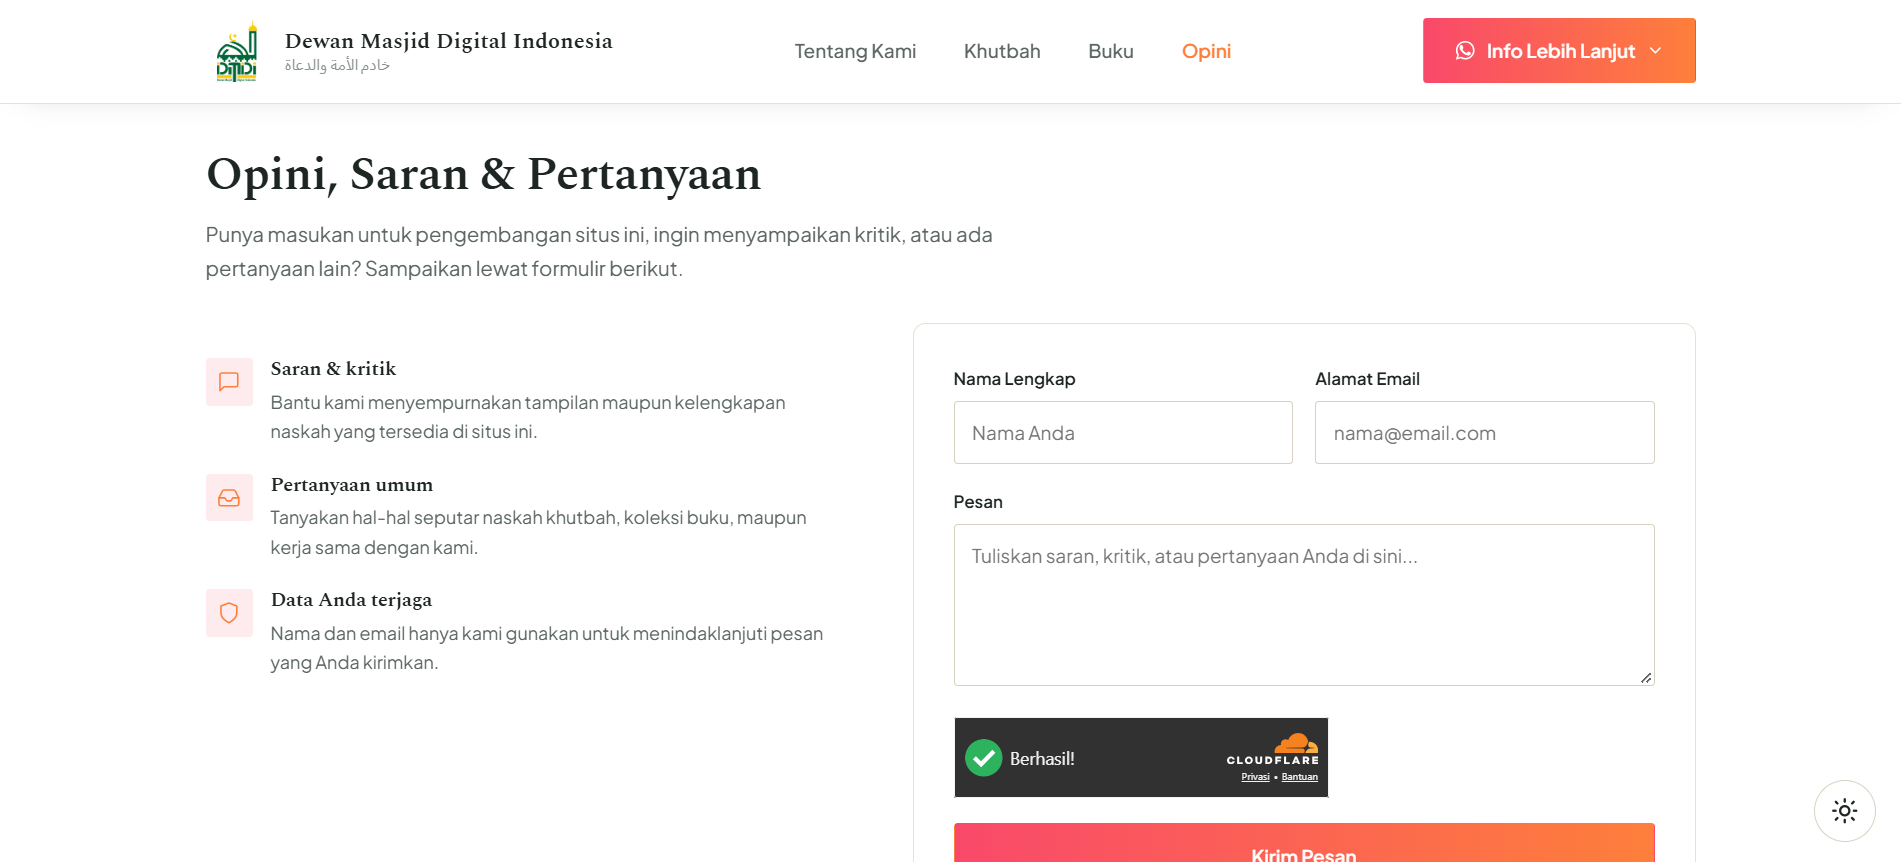 Dewan Masjid Digital Indonesia
خادم الأمة والدعاة
Tentang Kami
Khutbah
Buku
Opini
Info Lebih Lanjut
Opini, Saran & Pertanyaan
Punya masukan untuk pengembangan situs ini, ingin menyampaikan kritik, atau ada
pertanyaan lain? Sampaikan lewat formulir berikut.
Saran & kritik
Bantu kami menyempurnakan tampilan maupun kelengkapan
naskah yang tersedia di situs ini.
Pertanyaan umum
Tanyakan hal-hal seputar naskah khutbah, koleksi buku, maupun
kerja sama dengan kami.
Data Anda terjaga
Nama dan email hanya kami gunakan untuk menindaklanjuti pesan
yang Anda kirimkan.
Nama Lengkap
Nama Anda
Alamat Email
nama@email.com
Pesan
Tuliskan saran, kritik, atau pertanyaan Anda di sini...
Berhasil!
CLOUDFLARE
Privasi • Bantuan
Kirim Pesan